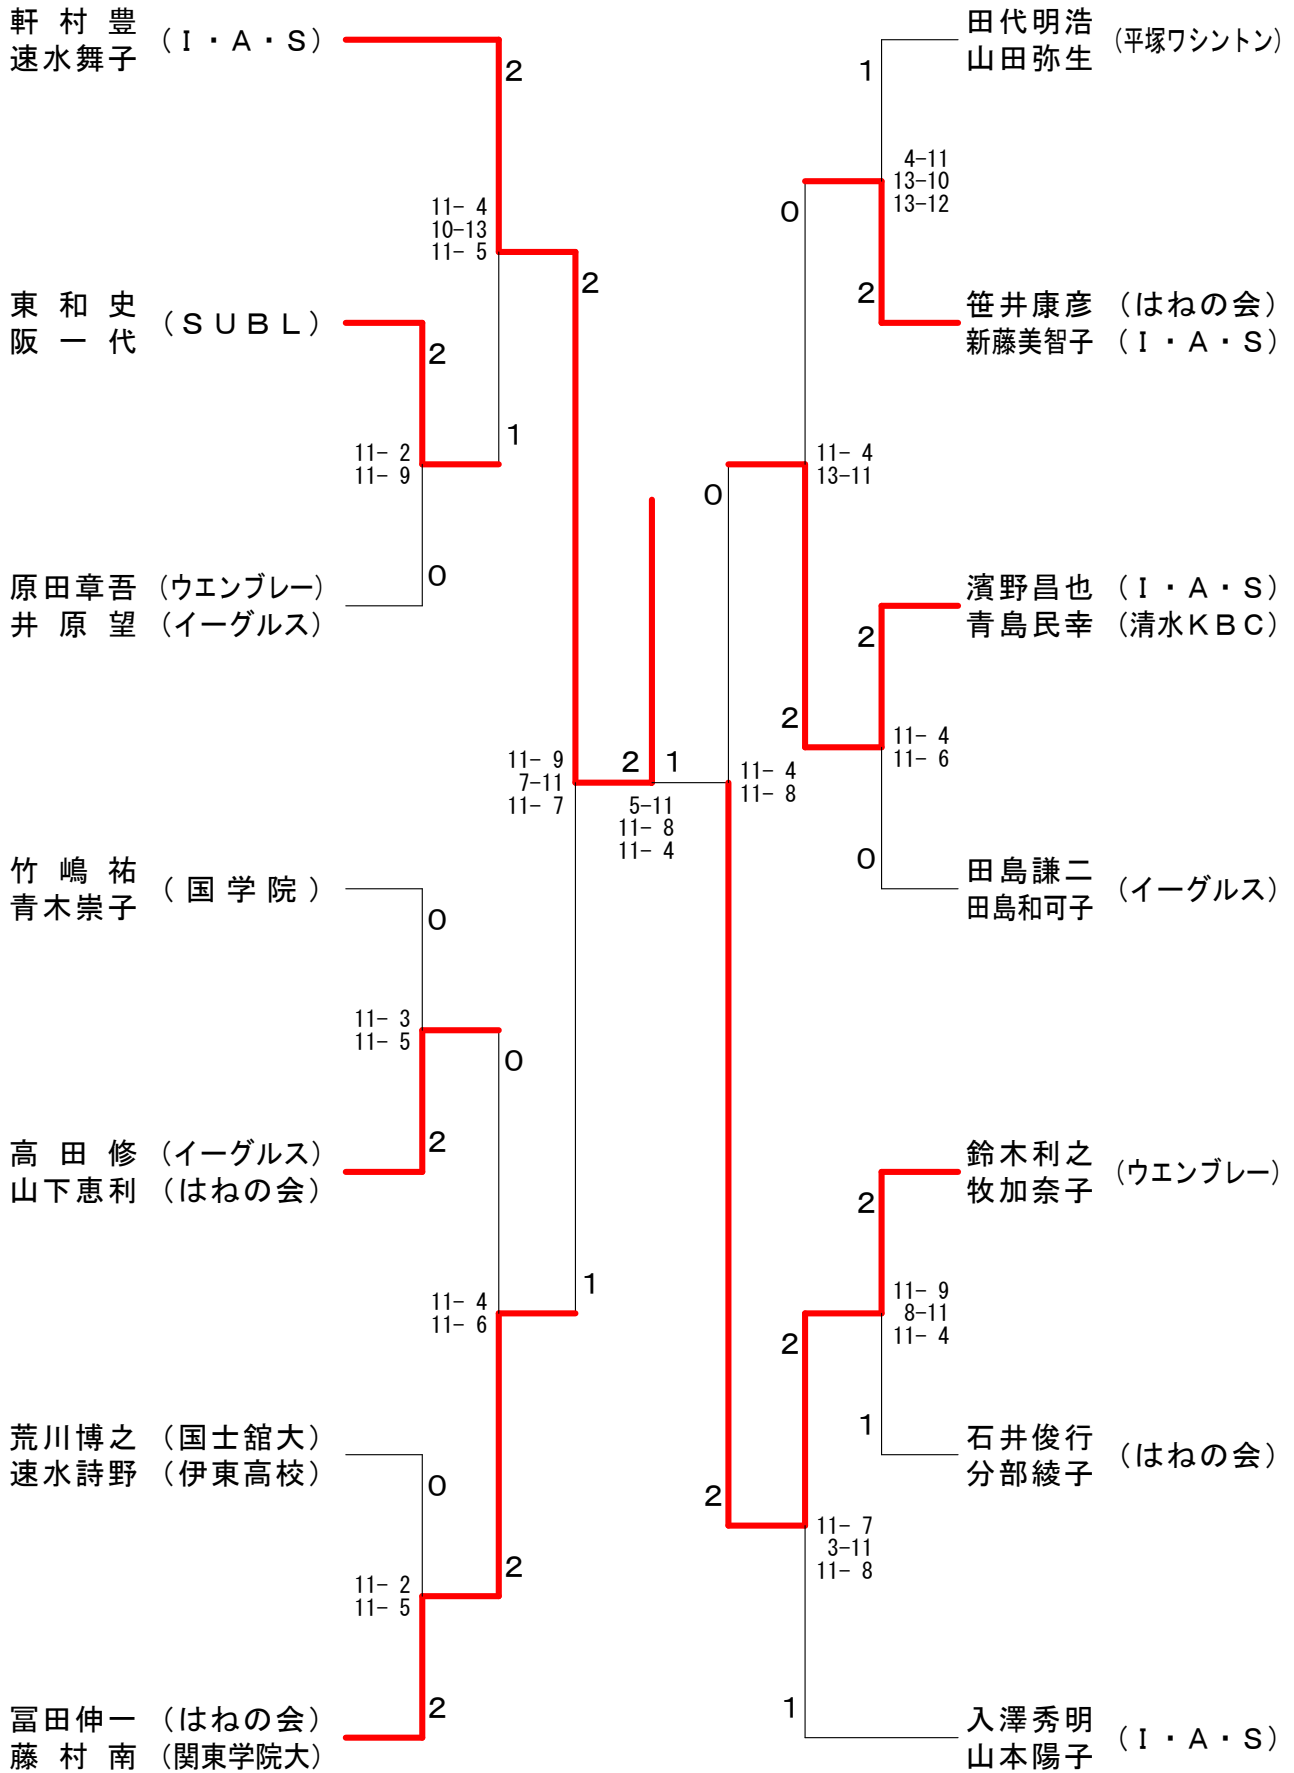 軒村豊
速水舞子
(I・A・S)
2
11- 4
10-13
11- 5
2
東和史
阪一代
(SUBL)
2
1
11- 2
11- 9
原田章吾 (ウエンブレー)
井原望 (イーグルス)
0
11- 9
7-11
11- 7
竹嶋祐
青木崇子
(国学院)
0
11- 3
11- 5
0
高田修 (イーグルス)
山下恵利 (はねの会)
2
1
11- 4
11- 6
荒川博之 (国士舘大)
速水詩野 (伊東高校)
0
2
11- 2
11- 5
冨田伸一 (はねの会)
藤村南 (関東学院大)
2
2 1
5-11
11- 8
11- 4
田代明浩
山田弥生
(平塚ワシントン)
1
4-11
13-10
13-12
0
2
笹井康彦 (はねの会)
新藤美智子 (I・A・S)
11- 4
13-11
0
濱野昌也 (I・A・S)
青島民幸 (清水KBC)
2
2
11- 4
11- 6
11- 4
11- 8
0
田島謙二
田島和可子
(イーグルス)
鈴木利之
牧加奈子
(ウエンブレー)
2
11- 9
8-11
11- 4
2
1
石井俊行
分部綾子
(はねの会)
2
11- 7
3-11
11- 8
1
入澤秀明
山本陽子
(I・A・S)